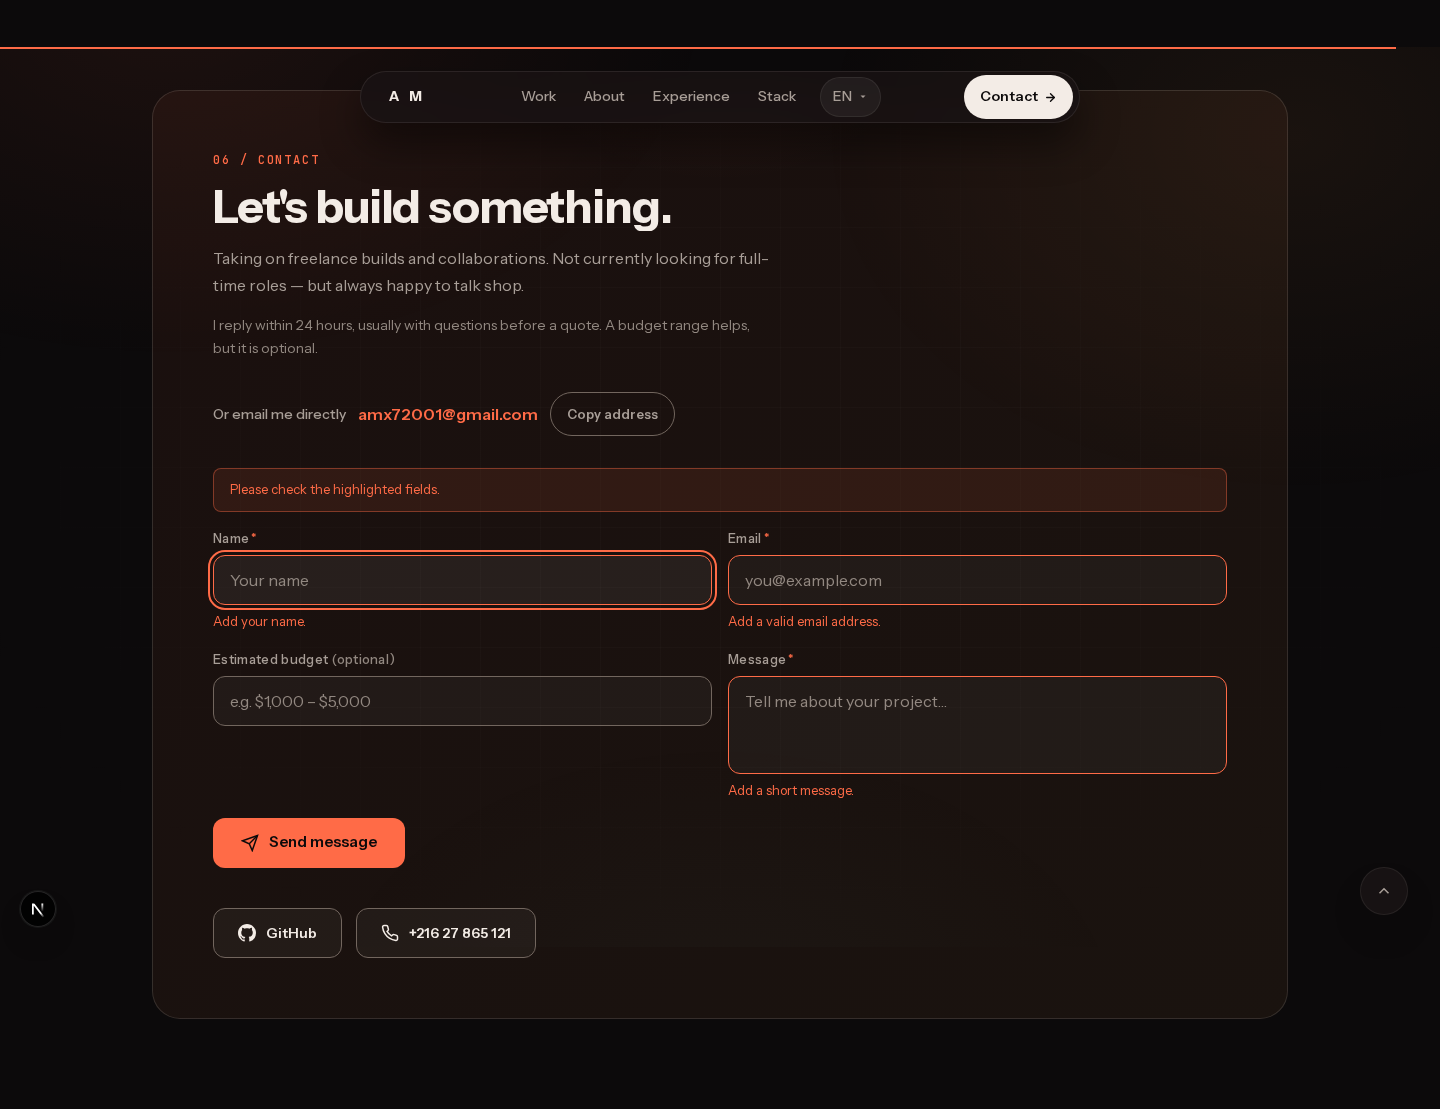 A M
Work
About
Experience
Stack
EN
Contact →
06 / CONTACT
Let's build something.
Taking on freelance builds and collaborations. Not currently looking for full-
time roles — but always happy to talk shop.
I reply within 24 hours, usually with questions before a quote. A budget range helps,
but it is optional.
Or email me directly amx72001@gmail.com Copy address
Please check the highlighted fields.
Name *
Email *
Your name
you@example.com
Add your name.
Add a valid email address.
Estimated budget (optional)
Message *
e.g. $1,000 – $5,000
Tell me about your project...
Add a short message.
Send message
N
GitHub
+216 27 865 121